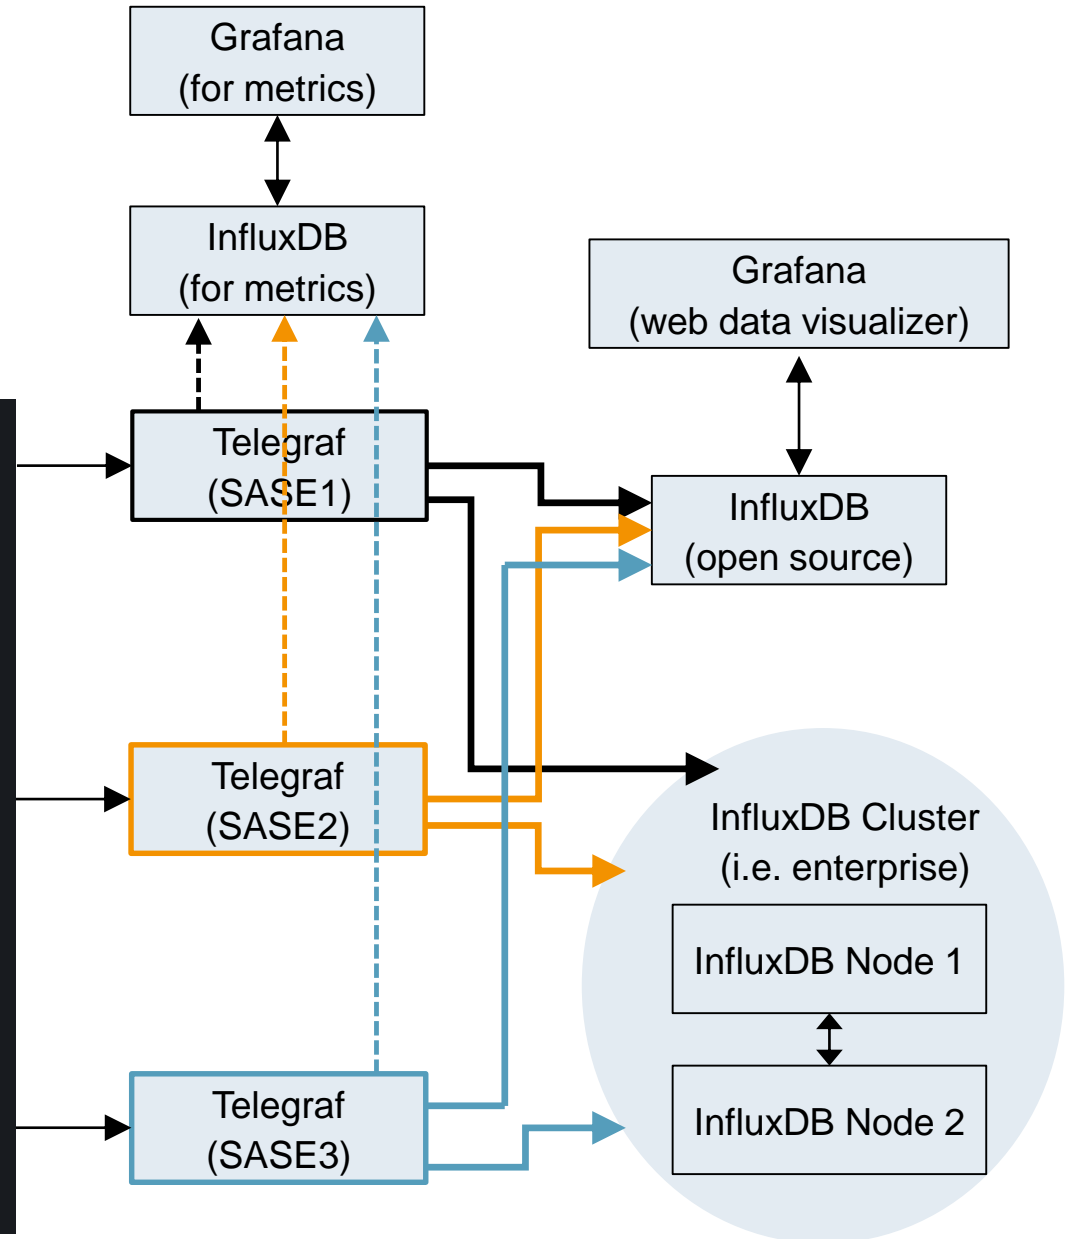 Grafana
(for metrics)
InfluxDB
(for metrics)
Grafana
(web data visualizer)
Telegraf
(SASE1)
InfluxDB
(open source)
Telegraf
(SASE2)
InfluxDB Cluster
(i.e. enterprise)
InfluxDB Node 1
Telegraf
(SASE3)
InfluxDB Node 2